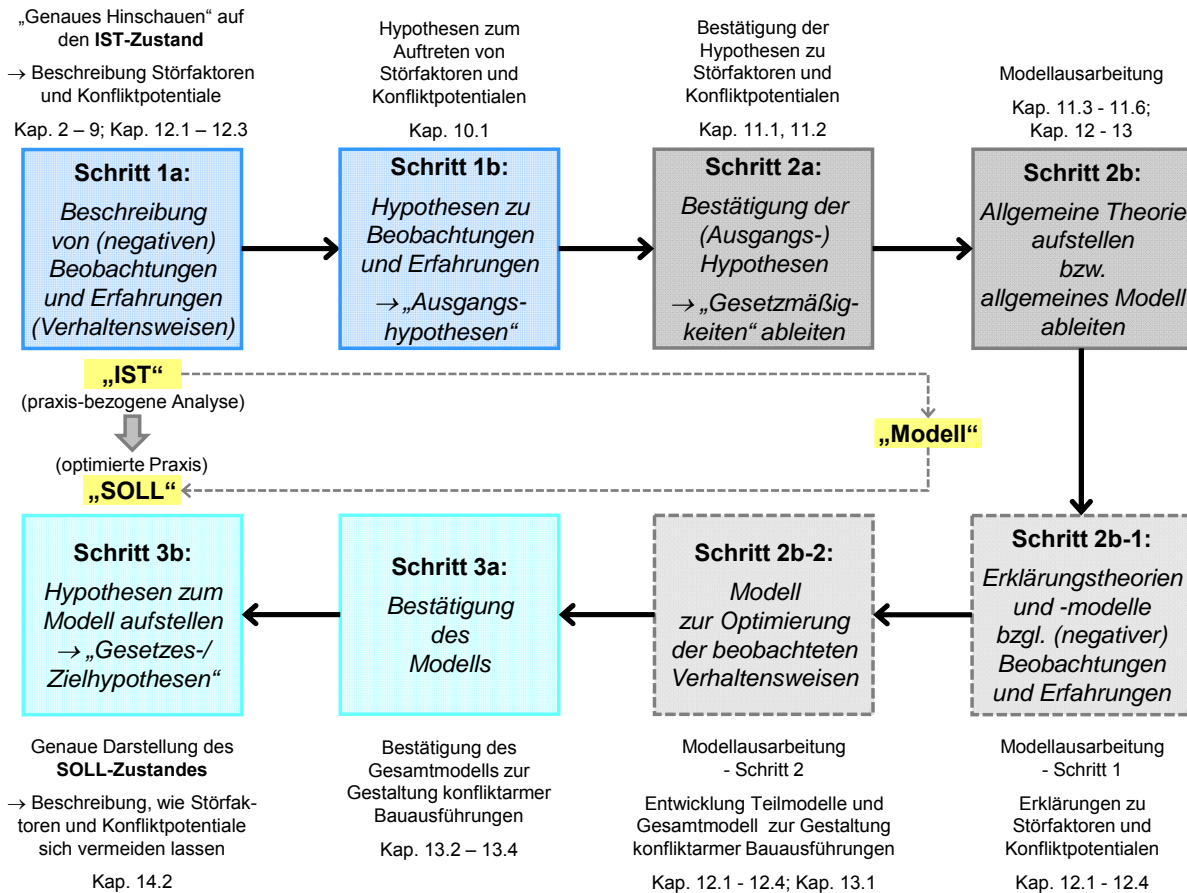 „Genaues Hinschauen“ auf
den IST-Zustand
→ Beschreibung Störfaktoren
und Konfliktpotentiale
Kap. 2 – 9; Kap. 12.1 – 12.3
Hypothesen zum
Auftreten von
Störfaktoren und
Konfliktpotentialen
Kap. 10.1
Bestätigung der
Hypothesen zu
Störfaktoren und
Konfliktpotentialen
Kap. 11.1, 11.2
Modellausarbeitung
Kap. 11.3 - 11.6;
Kap. 12 - 13
Schritt 1a:
Beschreibung
von (negativen)
Beobachtungen
und Erfahrungen
(Verhaltensweisen)
Schritt 1b:
Hypothesen zu
Beobachtungen
und Erfahrungen
→ „Ausgangs-
hypothesen“
Schritt 2a:
Bestätigung der
(Ausgangs-)
Hypothesen
→ „Gesetzmäßig-
keiten“ ableiten
Schritt 2b:
Allgemeine Theorie
aufstellen
bzw.
allgemeines Modell
ableiten
„IST“
(praxis-bezogene Analyse)
(optimierte Praxis)
„SOLL“
„Modell“
Schritt 3b:
Hypothesen zum
Modell aufstellen
→ „Gesetzes-/
Zielhypothesen“
Schritt 3a:
Bestätigung
des
Modells
Schritt 2b-2:
Modell
zur Optimierung
der beobachteten
Verhaltensweisen
Schritt 2b-1:
Erklärungstheorien
und -modelle
bzgl. (negativer)
Beobachtungen
und Erfahrungen
Genaue Darstellung des
SOLL-Zustandes
→ Beschreibung, wie Störfak-
toren und Konfliktpotentiale
sich vermeiden lassen
Kap. 14.2
Bestätigung des
Gesamtmodells zur
Gestaltung konfliktarmer
Bauausführungen
Kap. 13.2 – 13.4
Modellausarbeitung
- Schritt 2
Entwicklung Teilmodelle und
Gesamtmodell zur Gestaltung
konfliktarmer Bauausführungen
Kap. 12.1 - 12.4; Kap. 13.1
Modellausarbeitung
- Schritt 1
Erklärungen zu
Störfaktoren und
Konfliktpotentialen
Kap. 12.1 - 12.4